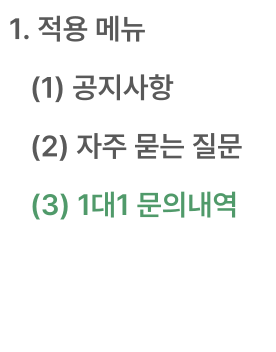 1. 적용 메뉴
(1) 공지사항
(2) 자주 묻는 질문
(3) 1대1 문의내역